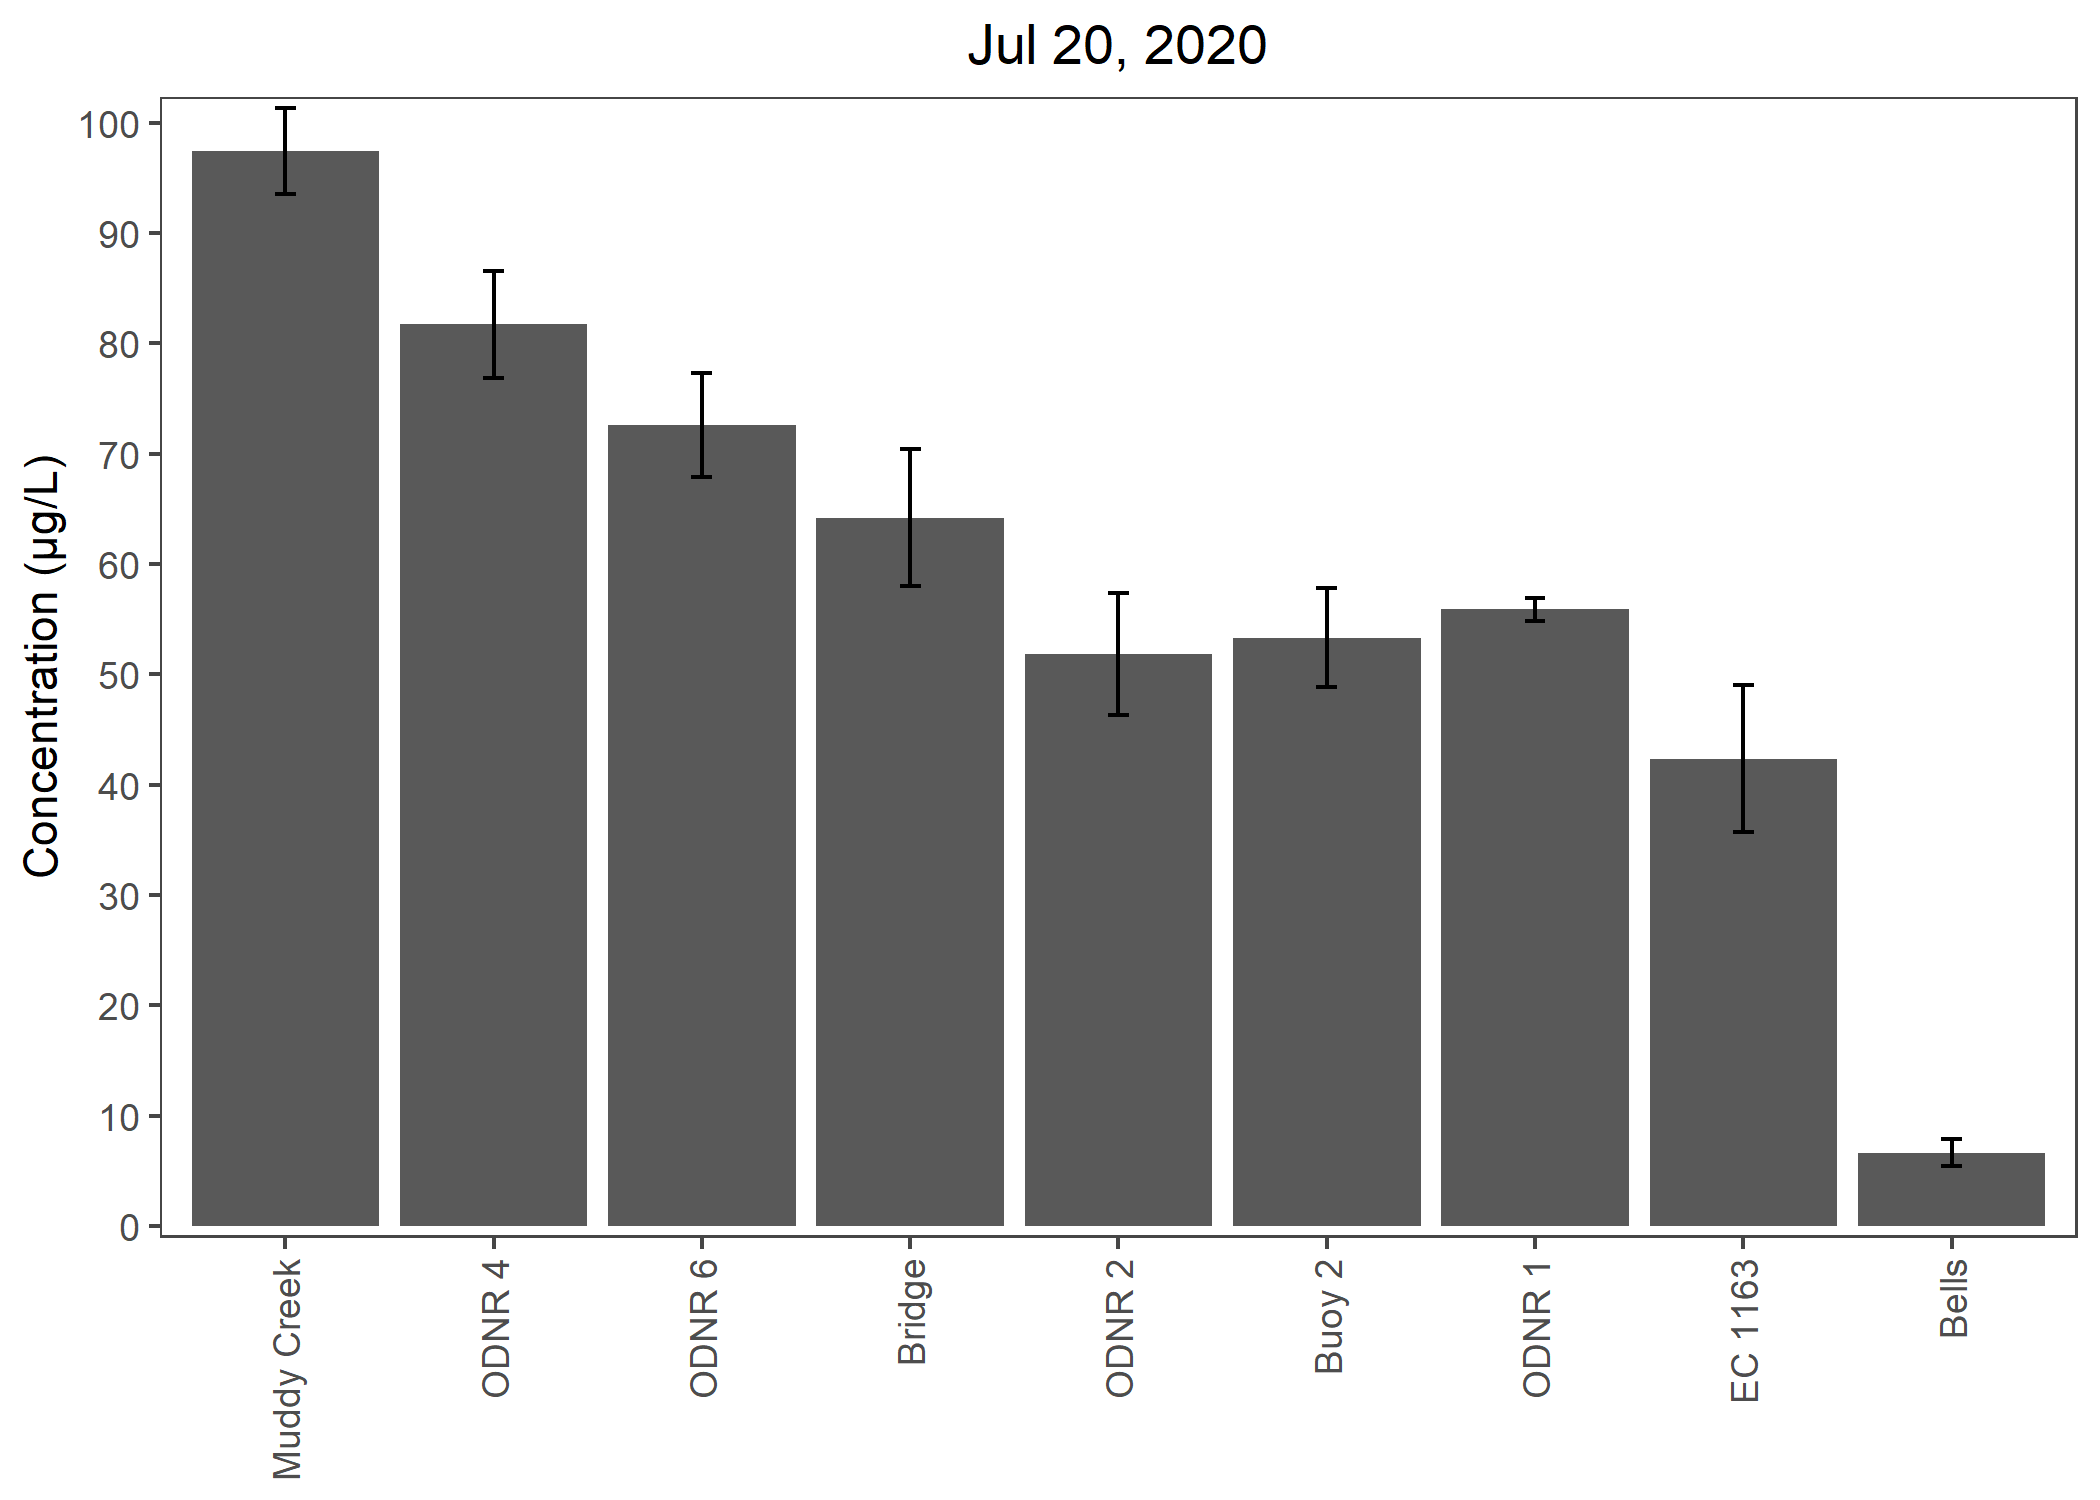 Jul 20, 2020
Concentration (µg/L)
100
90
80
70
60
50
40
30
20
10
0
Muddy Creek
ODNR 4
ODNR 6
Bridge
ODNR 2
Buoy 2
ODNR 1
EC 1163
Bells